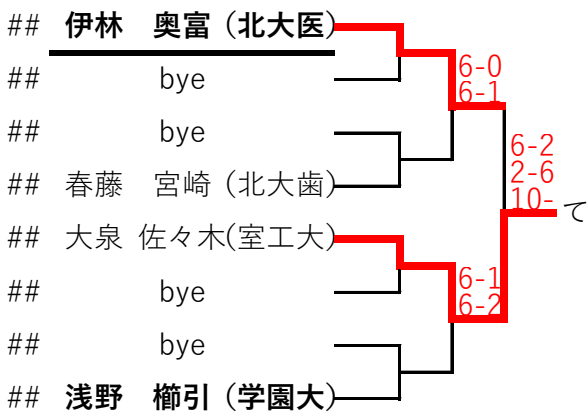 ## 伊林　奥富（北大医）
## bye
6-0
6-1
## bye
## 春藤　宮崎（北大歯）
6-2
2-6
10-
て
## 大泉 佐々木(室工大)
## bye
6-1
6-2
## bye
## 浅野　櫛引（学園大）